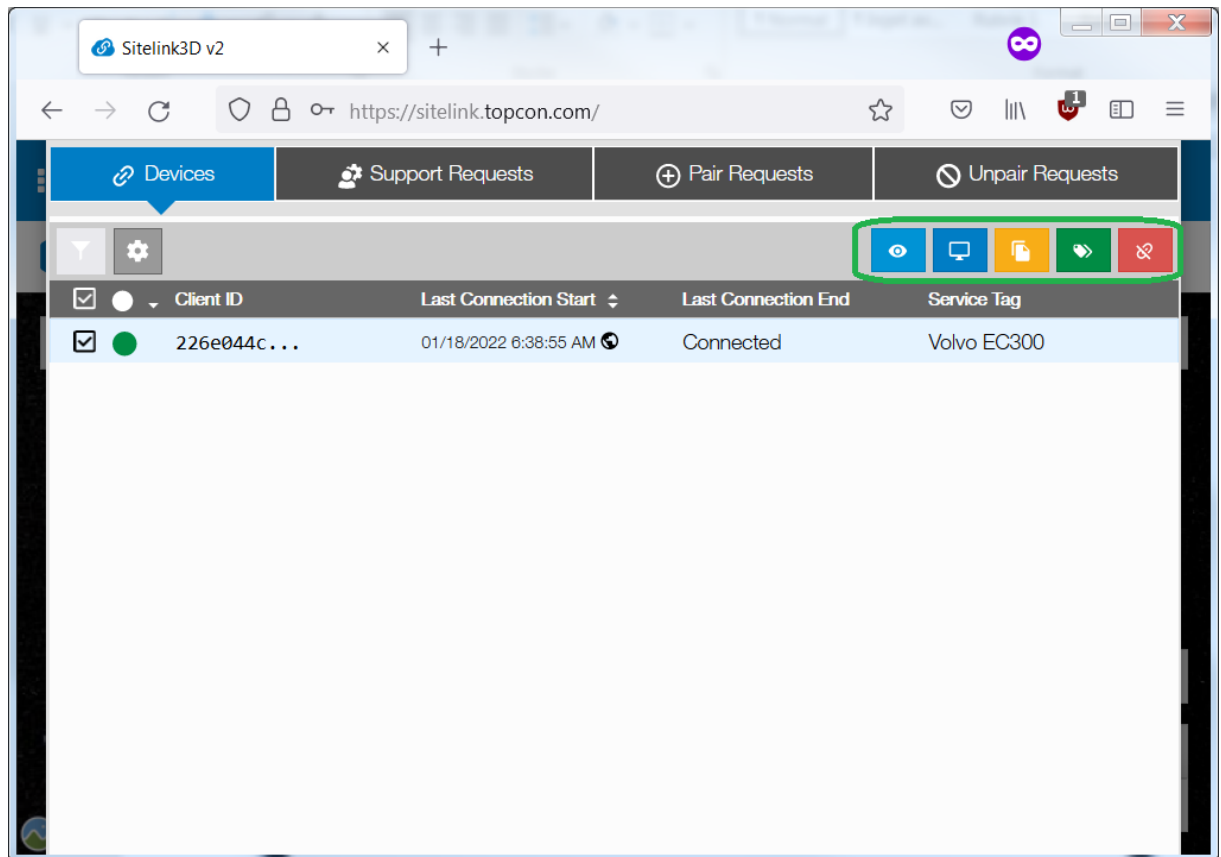 Sitelink3D v2
https://sitelink.topcon.com/
1
Devices Support Requests Pair Requests Unpair Requests
Client ID Last Connection Start Last Connection End Service Tag
226e044c... 01/18/2022 6:38:55 AM Connected Volvo EC300